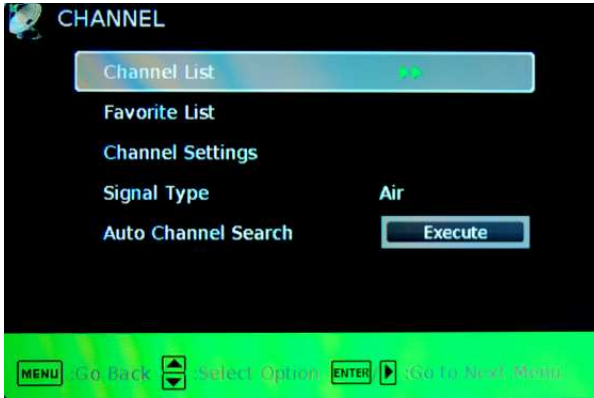 CHANNEL
Channel List
Favorite List
Channel Settings
Signal Type Air
Auto Channel Search Execute
MENU :Go Back :Select Option ENTER / :Go to Next Menu